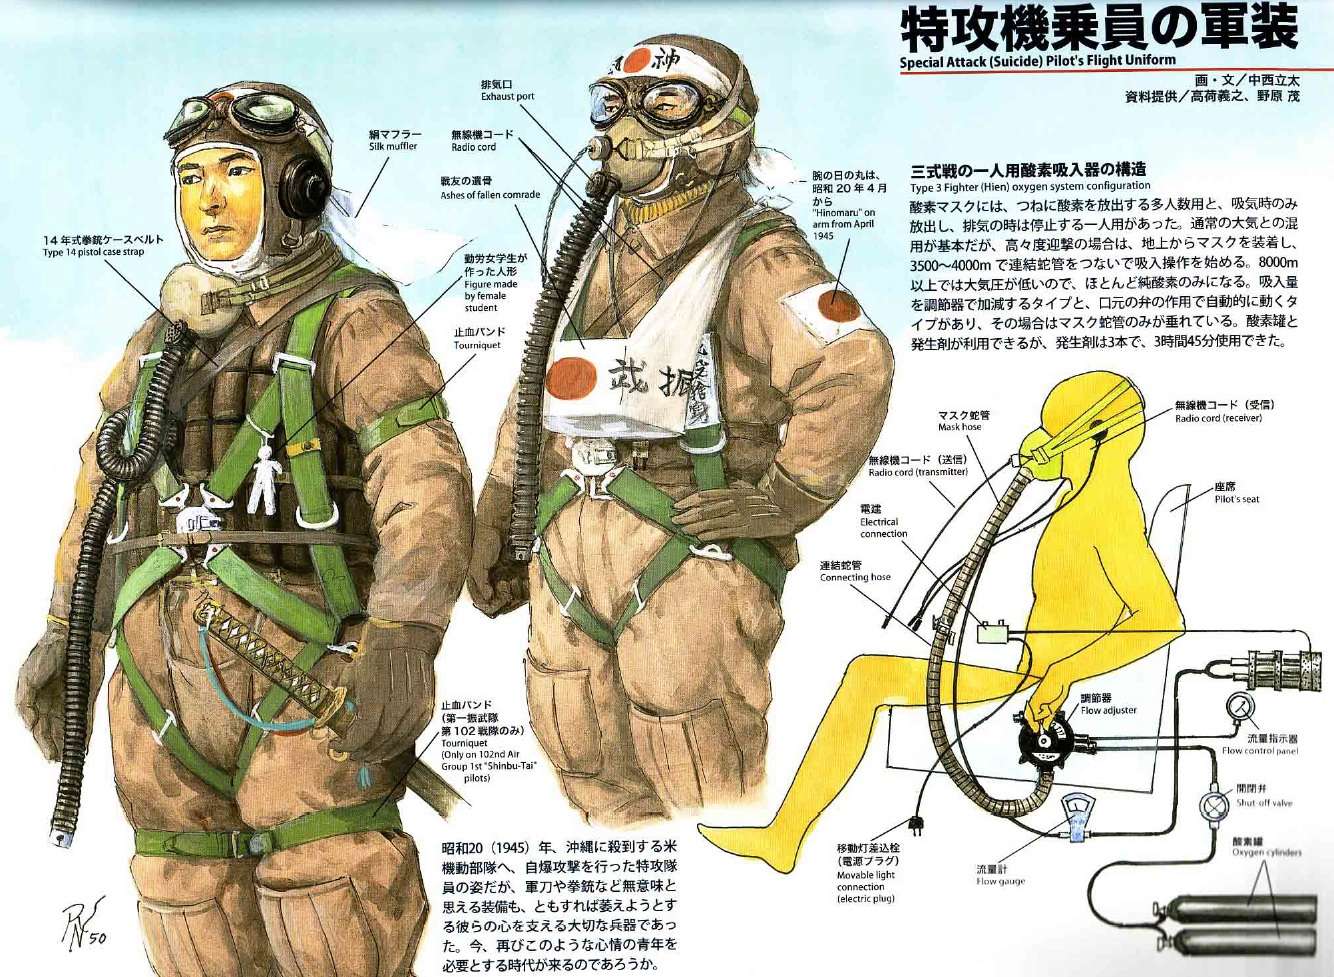 特攻機乗員の軍装
Special Attack (Suicide) Pilot's Flight Uniform
画・文／中西立太
資料提供／高荷義之、野原 茂
排気口
Exhaust port
絹マフラー
Silk muffler
無線機コード
Radio cord
戦友の遺骨
Ashes of fallen comrade
腕の日の丸は、
昭和20年4月
から
"Hinomaru" on
arm from April
1945
14年式拳銃ケースベルト
Type 14 pistol case strap
勤労女学生が
作った人形
Figure made
by female
student
止血バンド
Tourniquet
神
武
振
止血バンド
(第一振武隊
第102戦隊のみ)
Tourniquet
(Only on 102nd Air
Group 1st "Shinbu-Tai"
pilots)
昭和20（1945）年、沖縄に殺到する米
機動部隊へ、自爆攻撃を行った特攻隊
員の姿だが、軍刀や拳銃など無意味と
思える装備も、ともすれば萎えようとす
る彼らの心を支える大切な兵器であっ
た。今、再びこのような心情の青年を
必要とする時代が来るのであろうか。
三式戦の一人用酸素吸入器の構造
Type 3 Fighter (Hien) oxygen system configuration
酸素マスクには、つねに酸素を放出する多人数用と、吸気時のみ
放出し、排気の時は停止する一人用があった。通常の大気との混
用が基本だが、高々度迎撃の場合は、地上からマスクを装着し、
3500〜4000mで連結蛇管をつないで吸入操作を始める。8000m
以上では大気圧が低いので、ほとんど純酸素のみになる。吸入量
を調節器で加減するタイプと、口元の弁の作用で自動的に動くタ
イプがあり、その場合はマスク蛇管のみが垂れている。酸素罐と
発生剤が利用できるが、発生剤は3本で、3時間45分使用できた。
マスク蛇管
Mask hose
無線機コード（受信）
Radio cord (receiver)
無線機コード（送信）
Radio cord (transmitter)
座席
Pilot's seat
電送
Electrical
connection
連結蛇管
Connecting hose
調節器
Flow adjuster
流量指示器
Flow control panel
開閉弁
Shut-off valve
移動灯差込栓
（電源プラグ）
Movable light
connection
(electric plug)
流量計
Flow gauge
酸素罐
Oxygen cylinders
50